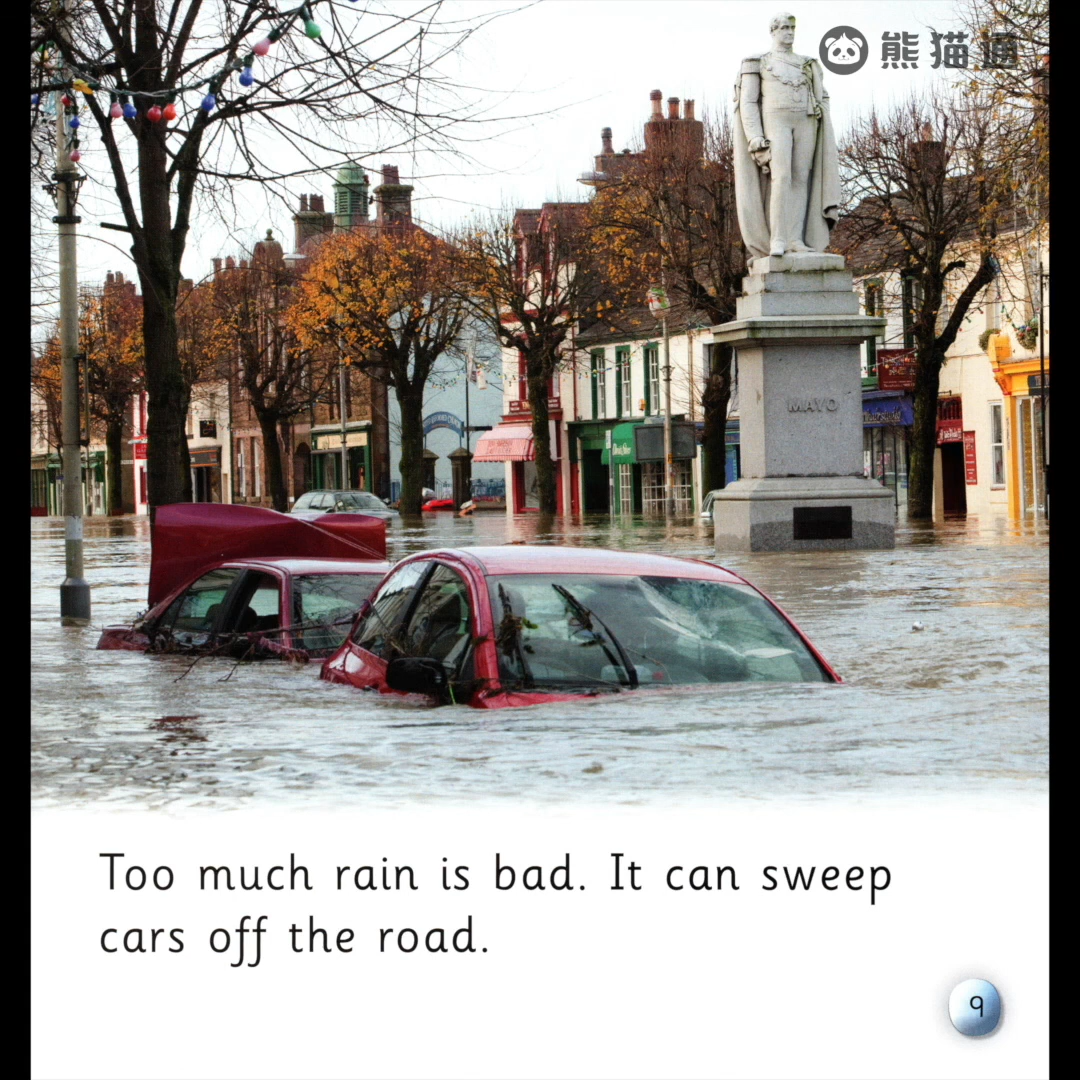 熊猫通
MAYO
Too much rain is bad. It can sweep
cars off the road.
9